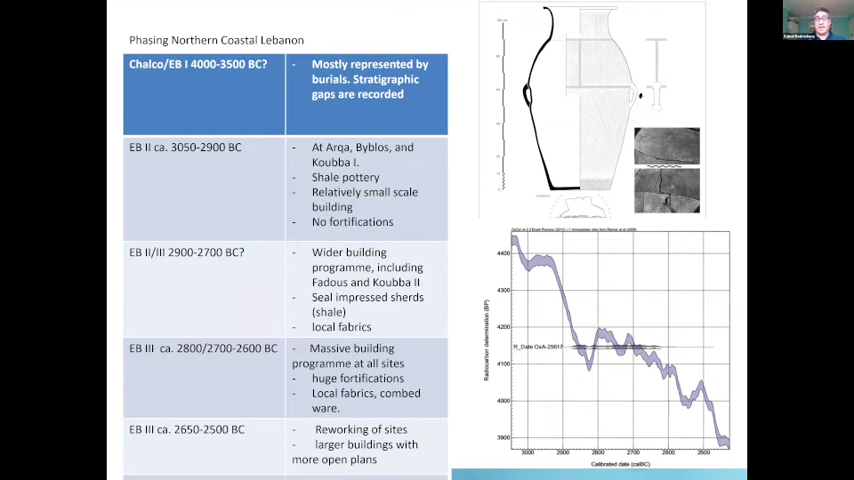 Phasing Northern Coastal Lebanon
Chalco/EB I 4000-3500 BC?
- Mostly represented by
burials. Stratigraphic
gaps are recorded
EB II ca. 3050-2900 BC
- At Arqa, Byblos, and
Koubba I.
- Shale pottery
- Relatively small scale
building
- No fortifications
EB II/III 2900-2700 BC?
- Wider building
programme, including
Fadous and Koubba II
- Seal impressed sherds
(shale)
- local fabrics
EB III ca. 2800/2700-2600 BC
- Massive building
programme at all sites
- huge fortifications
- Local fabrics, combed
ware.
EB III ca. 2650-2500 BC
- Reworking of sites
- larger buildings with
more open plans
Radiocarbon determination (BP)
4400
4300
4200
4100
4000
3900
R_Date OxA-25617
3000
2900
2800
2700
2600
2500
Calibrated date (calBC)